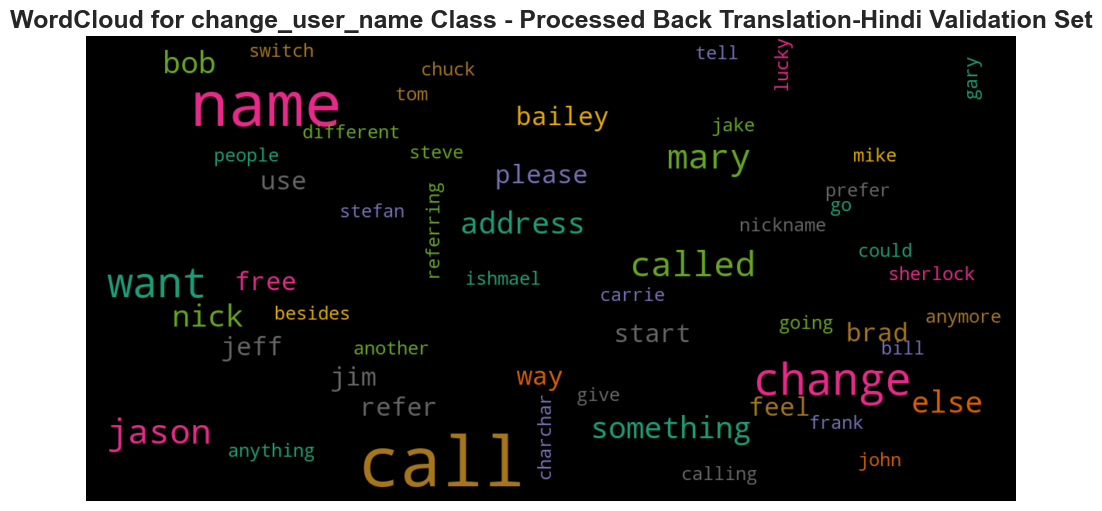 WordCloud for change_user_name Class - Processed Back Translation-Hindi Validation Set
switch
tell
lucky
bob
chuck
gary
tom
name
bailey
different
jake
steve
people
mary
mike
please
use
prefer
stefan
go
referring
address
nickname
could
called
want
free
ishmael
sherlock
carrie
nick
besides
going
anymore
start
brad
jeff
another
bill
jim
way
change
give
refer
feel
else
jason
charchar
something
frank
anything
call
john
calling